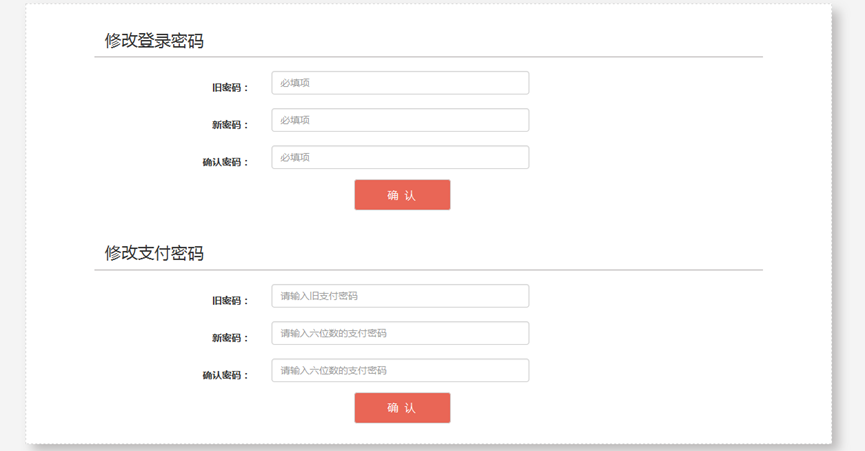 修改登录密码
旧密码： 必填项
新密码： 必填项
确认密码： 必填项
确 认
修改支付密码
旧密码： 请输入旧支付密码
新密码： 请输入六位数的支付密码
确认密码： 请输入六位数的支付密码
确 认